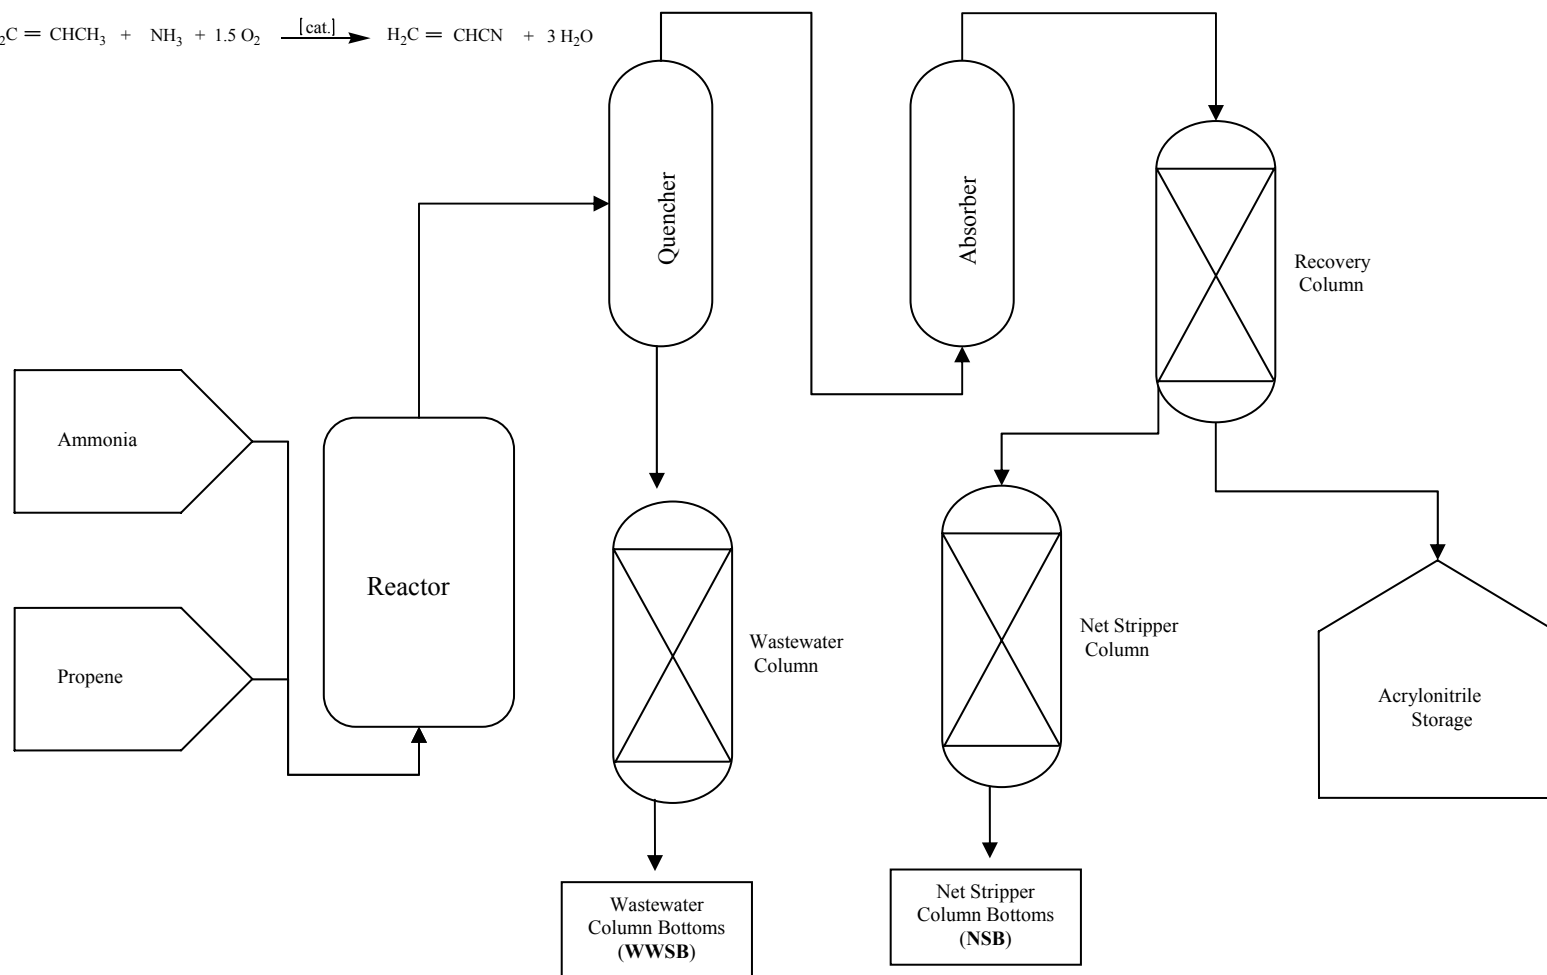 ₂C = CHCH₃ + NH₃ + 1.5 O₂ [cat.] H₂C = CHCN + 3 H₂O
Quencher
Absorber
Recovery
Column
Ammonia
Reactor
Propene
Wastewater
Column
Net Stripper
Column
Acrylonitrile
Storage
Wastewater
Column Bottoms
(WWSB)
Net Stripper
Column Bottoms
(NSB)